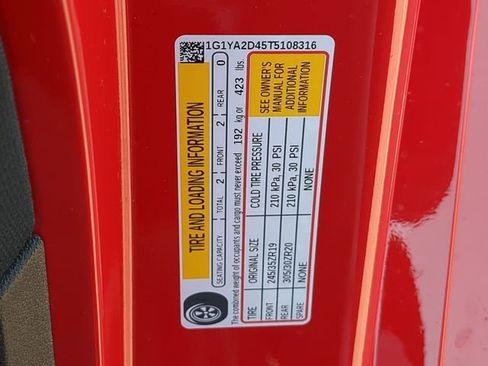 1G1YA2D45T5108316
TIRE AND LOADING INFORMATION
SEATING CAPACITY TOTAL: 2 FRONT 2 REAR 0
The combined weight of occupants and cargo must never exceed 192 kg or 423 lbs.
TIRE ORIGINAL SIZE COLD TIRE PRESSURE
FRONT 245/35ZR19 210 kPa, 30 PSI
REAR 305/30ZR20 210 kPa, 30 PSI
SPARE NONE NONE
SEE OWNER'S
MANUAL FOR
ADDITIONAL
INFORMATION